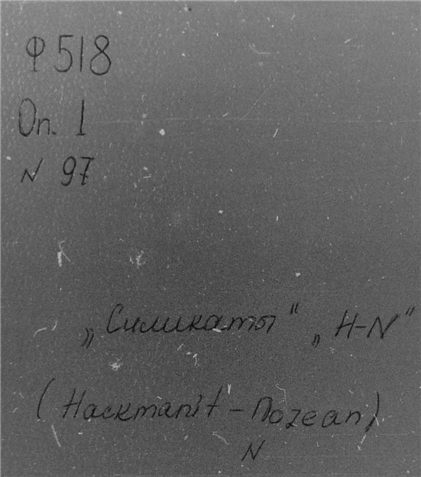 Ф 518
Оп. 1
N 97
„Силикаты" „H-N"
(Hackmanit - Nozean)
N